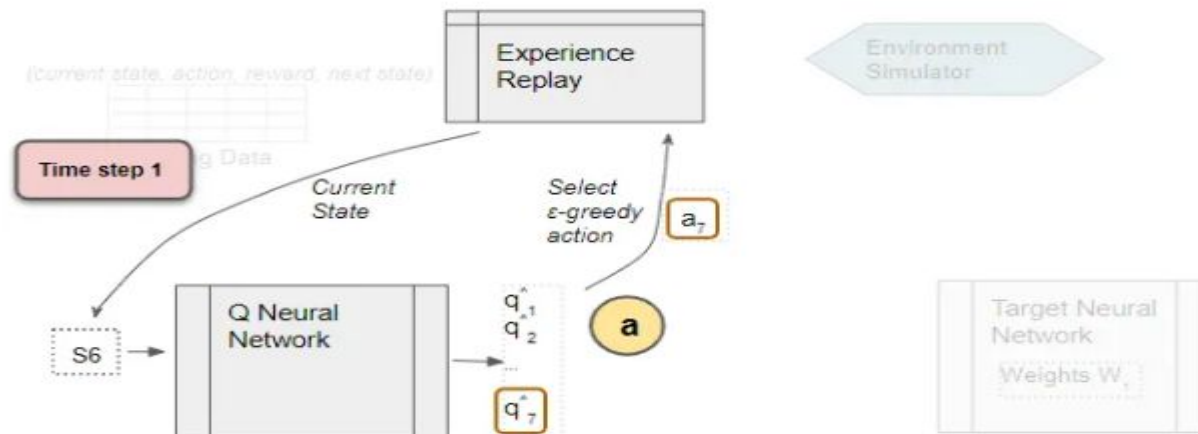 Experience
Replay
Environment
Simulator
(current state, action, reward, next state)
Time step 1
g Data
Current
State
Select
ε-greedy
action
a₇
S6
Q Neural
Network
q̂₁
q̂₂
...
q̂₇
a
Target Neural
Network
Weights W